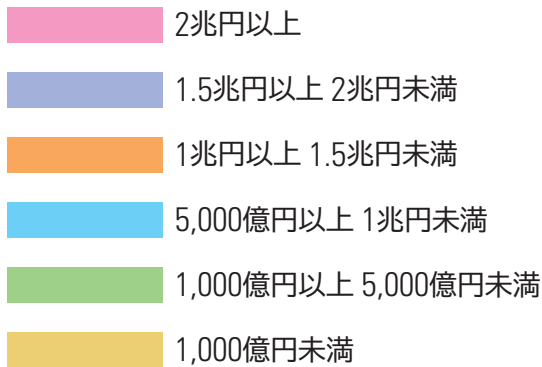 2兆円以上
1.5兆円以上 2兆円未満
1兆円以上 1.5兆円未満
5,000億円以上 1兆円未満
1,000億円以上 5,000億円未満
1,000億円未満